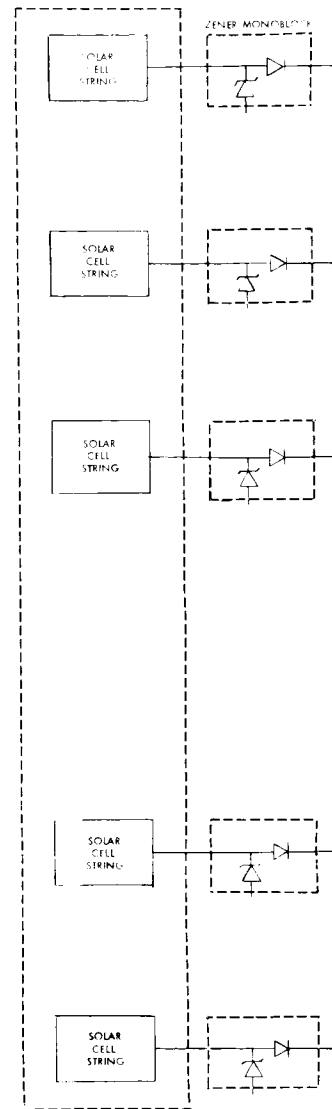 ZENER MONOBLOCK
SOLAR
CELL
STRING
SOLAR
CELL
STRING
SOLAR
CELL
STRING
SOLAR
CELL
STRING
SOLAR
CELL
STRING